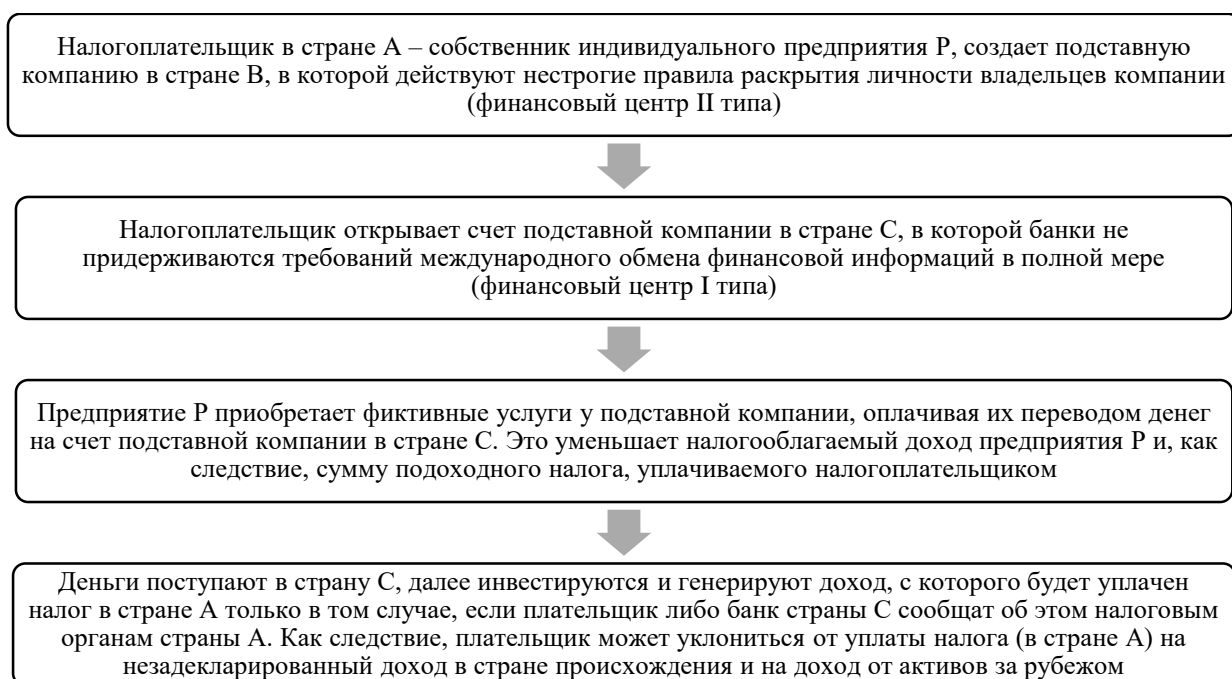 Налогоплательщик в стране А – собственник индивидуального предприятия Р, создает подставную
компанию в стране В, в которой действуют нестрогие правила раскрытия личности владельцев компании
(финансовый центр II типа)
Налогоплательщик открывает счет подставной компании в стране С, в которой банки не
придерживаются требований международного обмена финансовой информаций в полной мере
(финансовый центр I типа)
Предприятие Р приобретает фиктивные услуги у подставной компании, оплачивая их переводом денег
на счет подставной компании в стране С. Это уменьшает налогооблагаемый доход предприятия Р и, как
следствие, сумму подоходного налога, уплачиваемого налогоплательщиком
Деньги поступают в страну С, далее инвестируются и генерируют доход, с которого будет уплачен
налог в стране А только в том случае, если плательщик либо банк страны С сообщат об этом налоговым
органам страны А. Как следствие, плательщик может уклониться от уплаты налога (в стране А) на
незадекларированный доход в стране происхождения и на доход от активов за рубежом